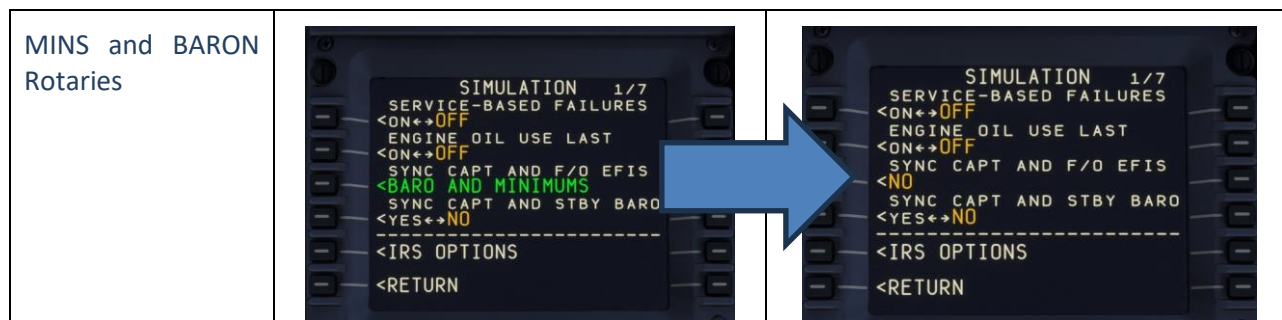 MINS and BARON
Rotaries
SIMULATION 1/7
SERVICE-BASED FAILURES
<ON←→OFF
ENGINE OIL USE LAST
<ON←→OFF
SYNC CAPT AND F/O EFIS
<BARO AND MINIMUMS
SYNC CAPT AND STBY BARO
<YES←→NO
--------------------------
<IRS OPTIONS
<RETURN
SIMULATION 1/7
SERVICE-BASED FAILURES
<ON←→OFF
ENGINE OIL USE LAST
<ON←→OFF
SYNC CAPT AND F/O EFIS
<NO
SYNC CAPT AND STBY BARO
<YES←→NO
--------------------------
<IRS OPTIONS
<RETURN